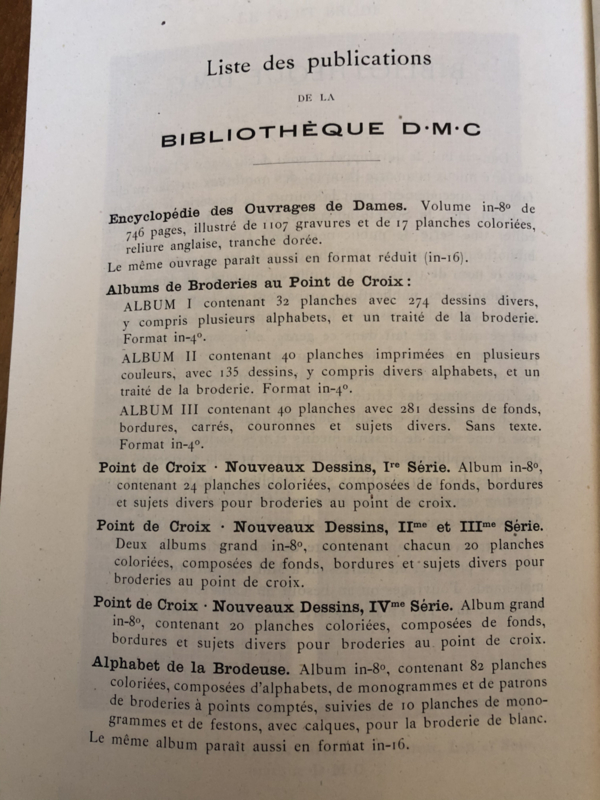 Liste des publications
DE LA
BIBLIOTHÈQUE D·M·C
Encyclopédie des Ouvrages de Dames. Volume in-8º de
746 pages, illustré de 1107 gravures et de 17 planches coloriées,
reliure anglaise, tranche dorée.
Le même ouvrage paraît aussi en format réduit (in-16).
Albums de Broderies au Point de Croix:
ALBUM I contenant 32 planches avec 274 dessins divers,
y compris plusieurs alphabets, et un traité de la broderie.
Format in-4º.
ALBUM II contenant 40 planches imprimées en plusieurs
couleurs, avec 135 dessins, y compris divers alphabets, et un
traité de la broderie. Format in-4º.
ALBUM III contenant 40 planches avec 281 dessins de fonds,
bordures, carrés, couronnes et sujets divers. Sans texte.
Format in-4º.
Point de Croix · Nouveaux Dessins, Iʳᵉ Série. Album in-8º,
contenant 24 planches coloriées, composées de fonds, bordures
et sujets divers pour broderies au point de croix.
Point de Croix · Nouveaux Dessins, IIᵐᵉ et IIIᵐᵉ Série.
Deux albums grand in-8º, contenant chacun 20 planches
coloriées, composées de fonds, bordures et sujets divers pour
broderies au point de croix.
Point de Croix · Nouveaux Dessins, IVᵐᵉ Série. Album grand
in-8º, contenant 20 planches coloriées, composées de fonds,
bordures et sujets divers pour broderies au point de croix.
Alphabet de la Brodeuse. Album in-8º, contenant 82 planches
coloriées, composées d'alphabets, de monogrammes et de patrons
de broderies à points comptés, suivies de 10 planches de mono-
grammes et de festons, avec calques, pour la broderie de blanc.
Le même album paraît aussi en format in-16.